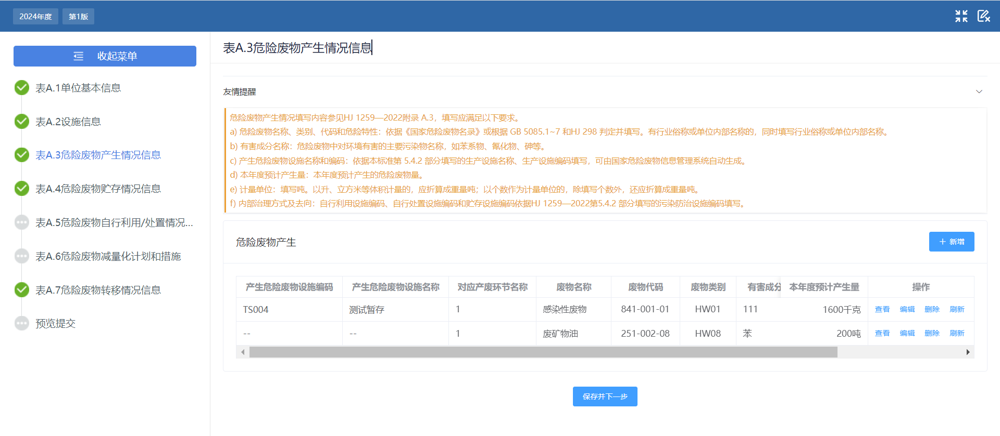 2024年度 第1版
收起菜单
表A.1单位基本信息
表A.2设施信息
表A.3危险废物产生情况信息
表A.4危险废物贮存情况信息
表A.5危险废物自行利用/处置情况...
表A.6危险废物减量化计划和措施
表A.7危险废物转移情况信息
预览提交
表A.3危险废物产生情况信息
友情提醒
危险废物产生情况填写内容参见HJ 1259—2022附录 A.3，填写应满足以下要求。
a) 危险废物名称、类别、代码和危险特性：依据《国家危险废物名录》或根据 GB 5085.1~7 和HJ 298 判定并填写。有行业俗称或单位内部名称的，同时填写行业俗称或单位内部名称。
b) 有害成分名称：危险废物中对环境有害的主要污染物名称，如苯系物、氰化物、砷等。
c) 产生危险废物设施名称和编码：依据本标准第 5.4.2 部分填写的生产设施名称、生产设施编码填写，可由国家危险废物信息管理系统自动生成。
d) 本年度预计产生量：本年度预计产生的危险废物量。
e) 计量单位：填写吨。以升、立方米等体积计量的，应折算成重量吨；以个数作为计量单位的，除填写个数外，还应折算成重量吨。
f) 内部治理方式及去向：自行利用设施编码、自行处置设施编码和贮存设施编码依据HJ 1259—2022第5.4.2 部分填写的污染防治设施编码填写。
危险废物产生
+ 新增
产生危险废物设施编码 产生危险废物设施名称 对应产废环节名称 废物名称 废物代码 废物类别 有害成分 本年度预计产生量 操作
TS004 测试暂存 1 感染性废物 841-001-01 HW01 111 1600千克 查看 编辑 删除 刷新
-- -- 1 废矿物油 251-002-08 HW08 苯 200吨 查看 编辑 删除 刷新
保存并下一步